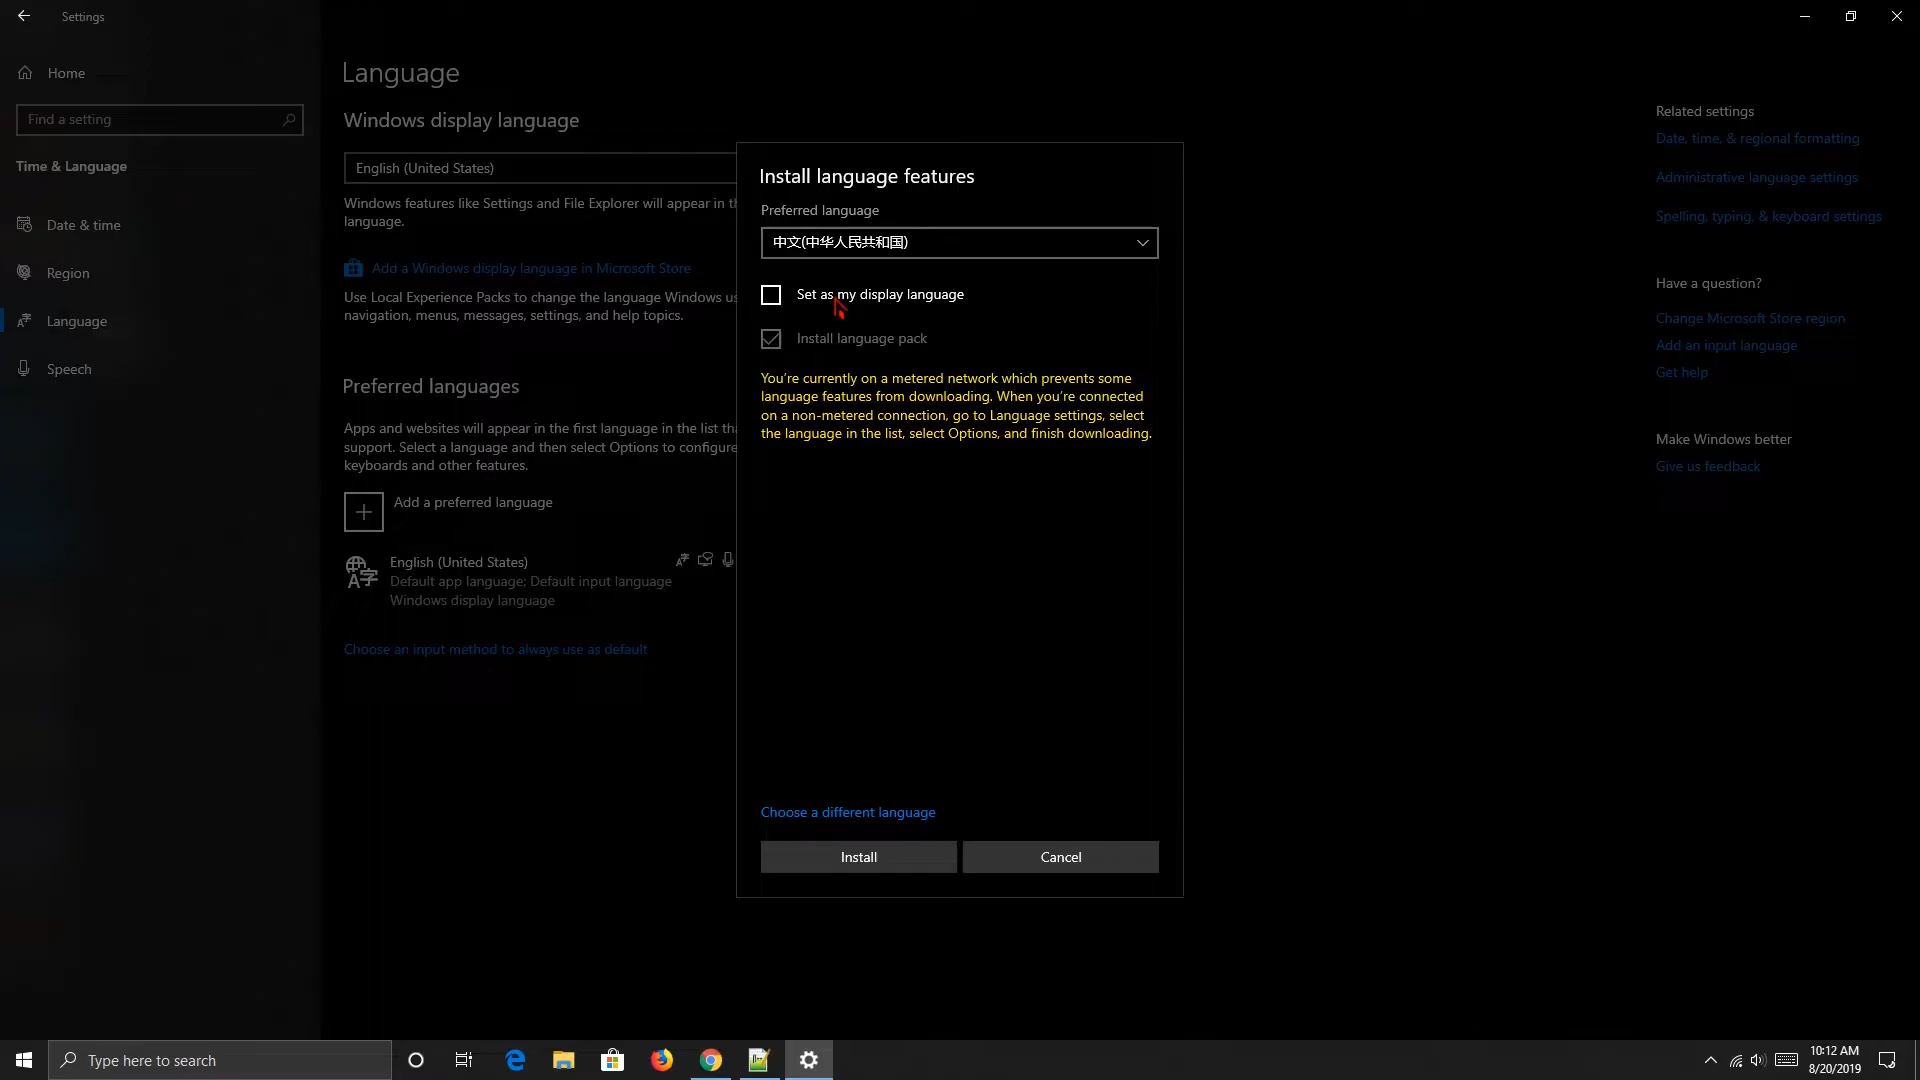 Settings
Home
Find a setting
Time & Language
Date & time
Region
Language
Speech
Language
Windows display language
English (United States)
Windows features like Settings and File Explorer will appear in th
language.
Add a Windows display language in Microsoft Store
Use Local Experience Packs to change the language Windows us
navigation, menus, messages, settings, and help topics.
Preferred languages
Apps and websites will appear in the first language in the list tha
support. Select a language and then select Options to configure
keyboards and other features.
Add a preferred language
English (United States)
Default app language; Default input language
Windows display language
Choose an input method to always use as default
Install language features
Preferred language
中文(中华人民共和国)
Set as my display language
Install language pack
You're currently on a metered network which prevents some
language features from downloading. When you're connected
on a non-metered connection, go to Language settings, select
the language in the list, select Options, and finish downloading.
Choose a different language
Install
Cancel
Related settings
Date, time, & regional formatting
Administrative language settings
Spelling, typing, & keyboard settings
Have a question?
Change Microsoft Store region
Add an input language
Get help
Make Windows better
Give us feedback
Type here to search
10:12 AM
8/20/2019